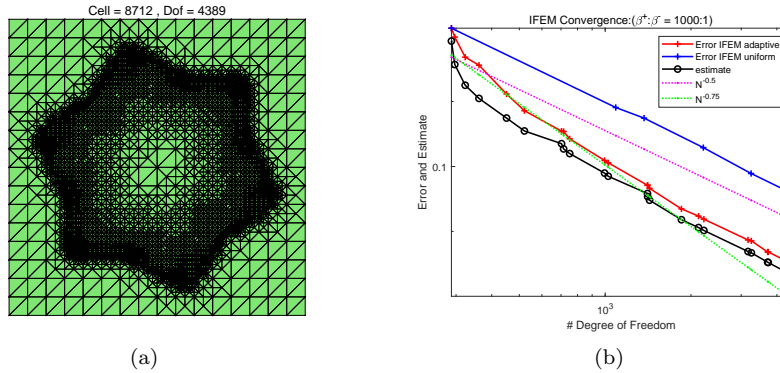 Cell = 8712 , Dof = 4389
(a)
IFEM Convergence:(β⁺:β⁻ = 1000:1)
Error IFEM adaptive
Error IFEM uniform
estimate
N⁻⁰·⁵
N⁻⁰·⁷⁵
Error and Estimate
0.1
10³
# Degree of Freedom
(b)